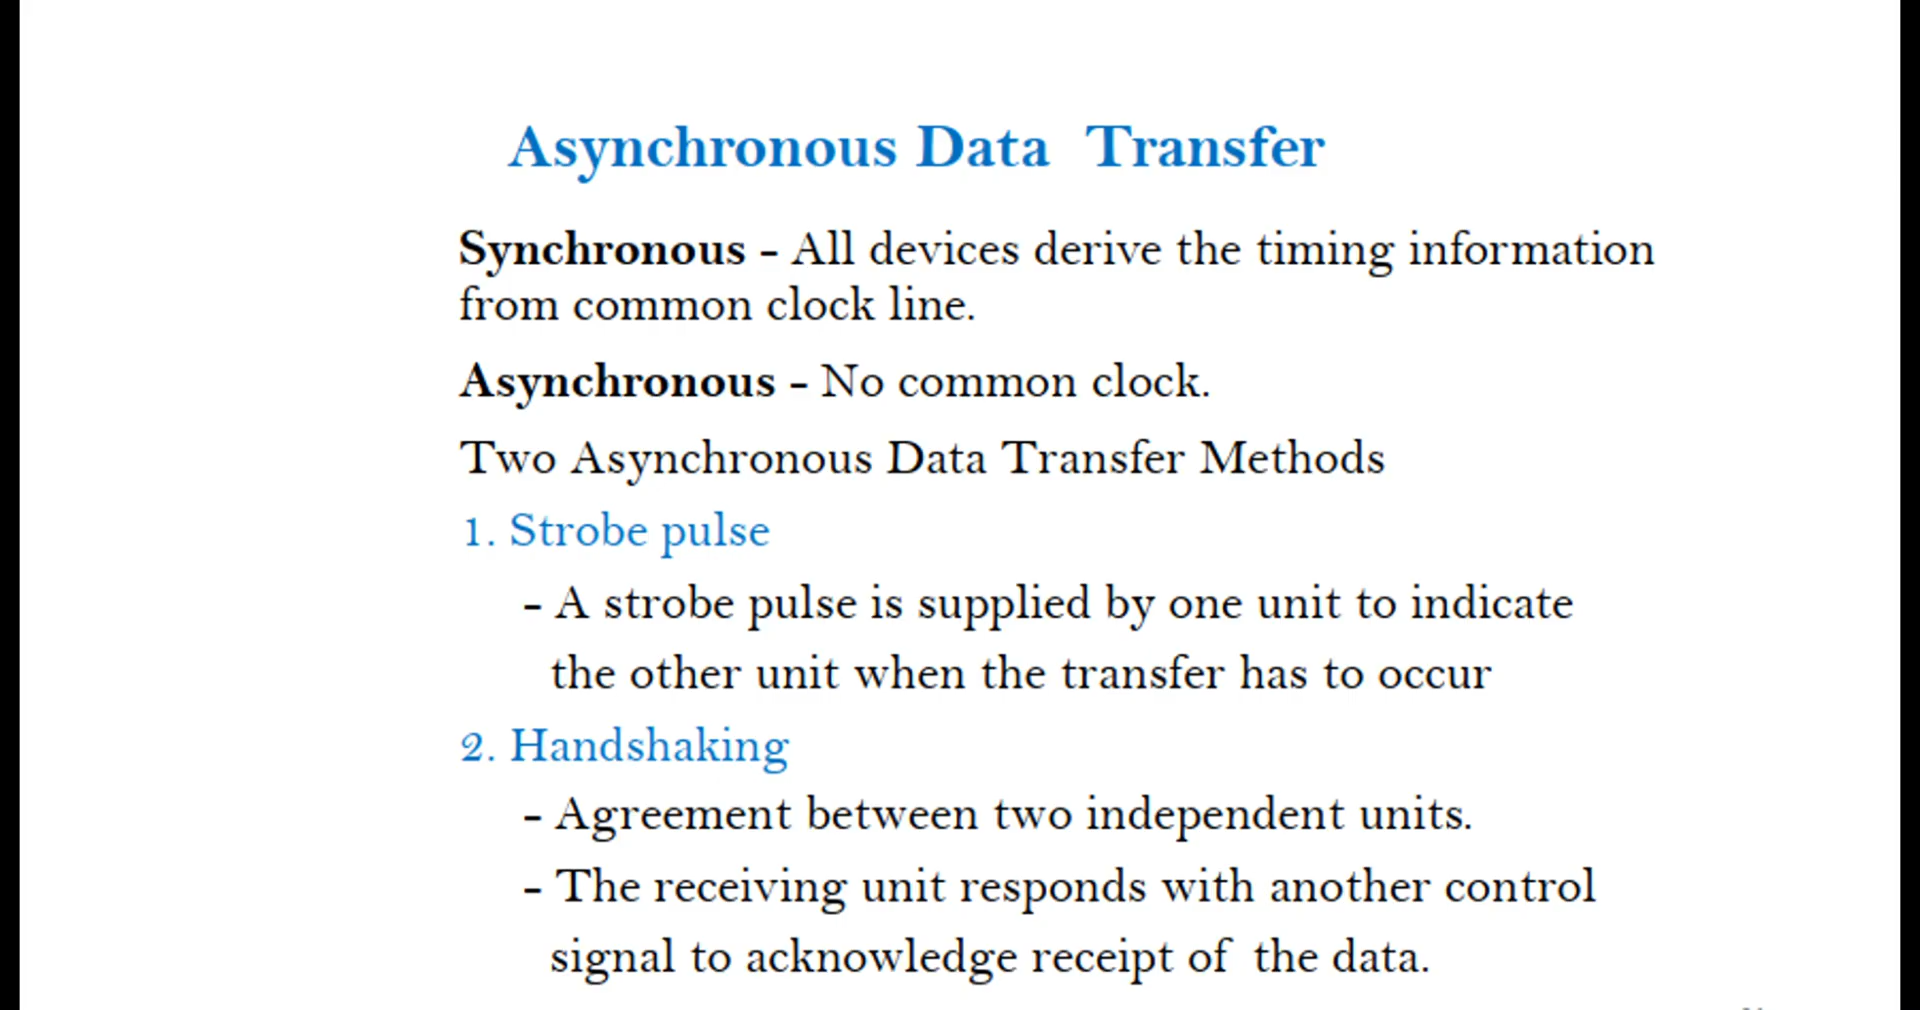 Asynchronous Data Transfer
Synchronous - All devices derive the timing information
from common clock line.
Asynchronous - No common clock.
Two Asynchronous Data Transfer Methods
1. Strobe pulse
- A strobe pulse is supplied by one unit to indicate
the other unit when the transfer has to occur
2. Handshaking
- Agreement between two independent units.
- The receiving unit responds with another control
signal to acknowledge receipt of the data.